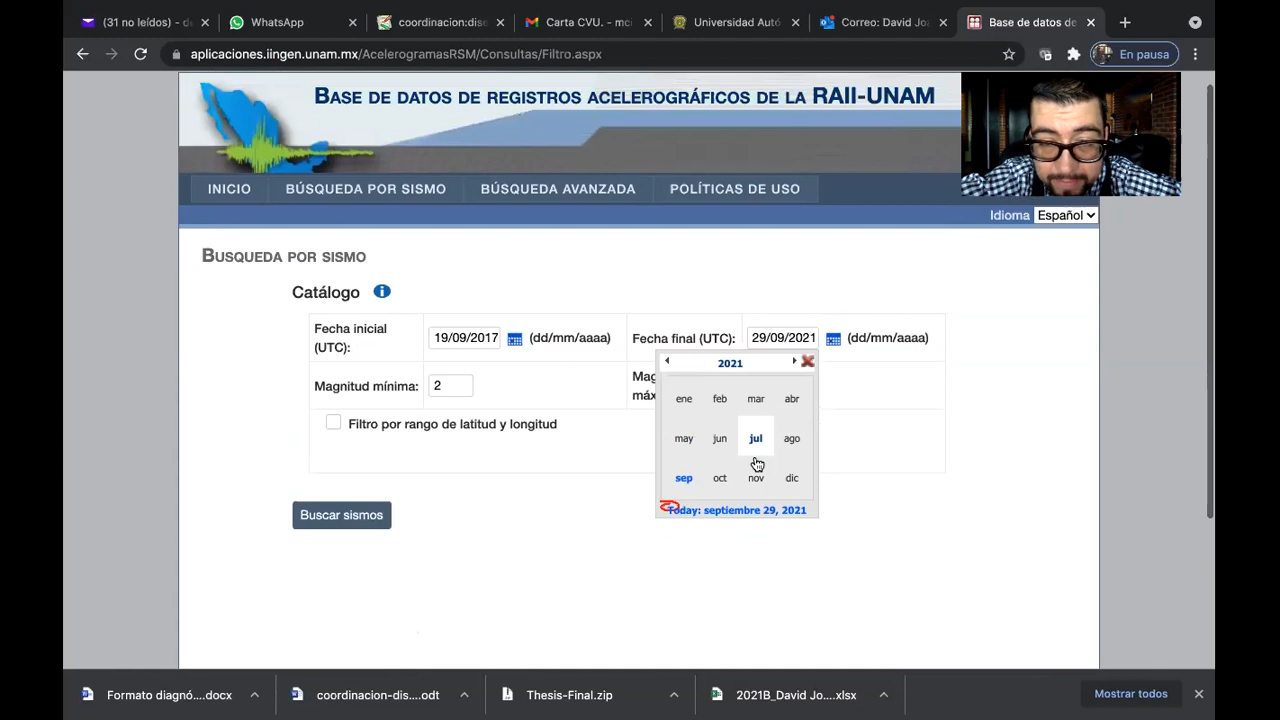 (31 no leídos) - de
WhatsApp
coordinacion:dise
Carta CVU. - mci
Universidad Autó
Correo: David Joa
Base de datos de
aplicaciones.iingen.unam.mx/AcelerogramasRSM/Consultas/Filtro.aspx
En pausa
BASE DE DATOS DE REGISTROS ACELEROGRÁFICOS DE LA RAII-UNAM
INICIO
BÚSQUEDA POR SISMO
BÚSQUEDA AVANZADA
POLÍTICAS DE USO
Idioma Español
BUSQUEDA POR SISMO
Catálogo
Fecha inicial
(UTC):
19/09/2017 (dd/mm/aaaa)
Fecha final (UTC):
29/09/2021 (dd/mm/aaaa)
Magnitud mínima: 2
Mag
máx
Filtro por rango de latitud y longitud
2021
ene feb mar abr
may jun jul ago
sep oct nov dic
Today: septiembre 29, 2021
Buscar sismos
Formato diagnó....docx
coordinacion-dis....odt
Thesis-Final.zip
2021B_David Jo....xlsx
Mostrar todos